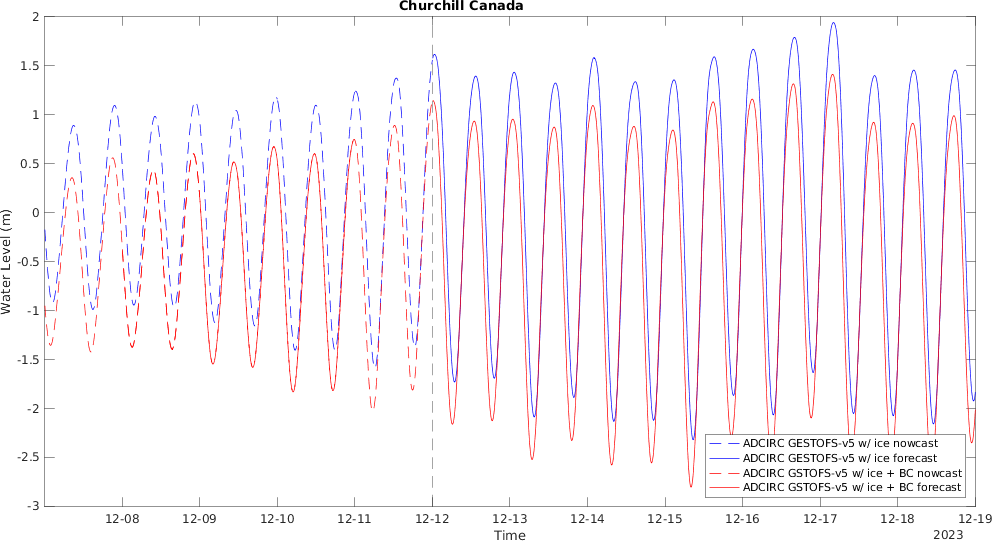 Churchill Canada
2
1.5
1
0.5
0
-0.5
-1
-1.5
-2
-2.5
-3
Water Level (m)
ADCIRC GESTOFS-v5 w/ ice nowcast
ADCIRC GESTOFS-v5 w/ ice forecast
ADCIRC GSTOFS-v5 w/ ice + BC nowcast
ADCIRC GSTOFS-v5 w/ ice + BC forecast
12-08 12-09 12-10 12-11 12-12 12-13 12-14 12-15 12-16 12-17 12-18 12-19
Time
2023